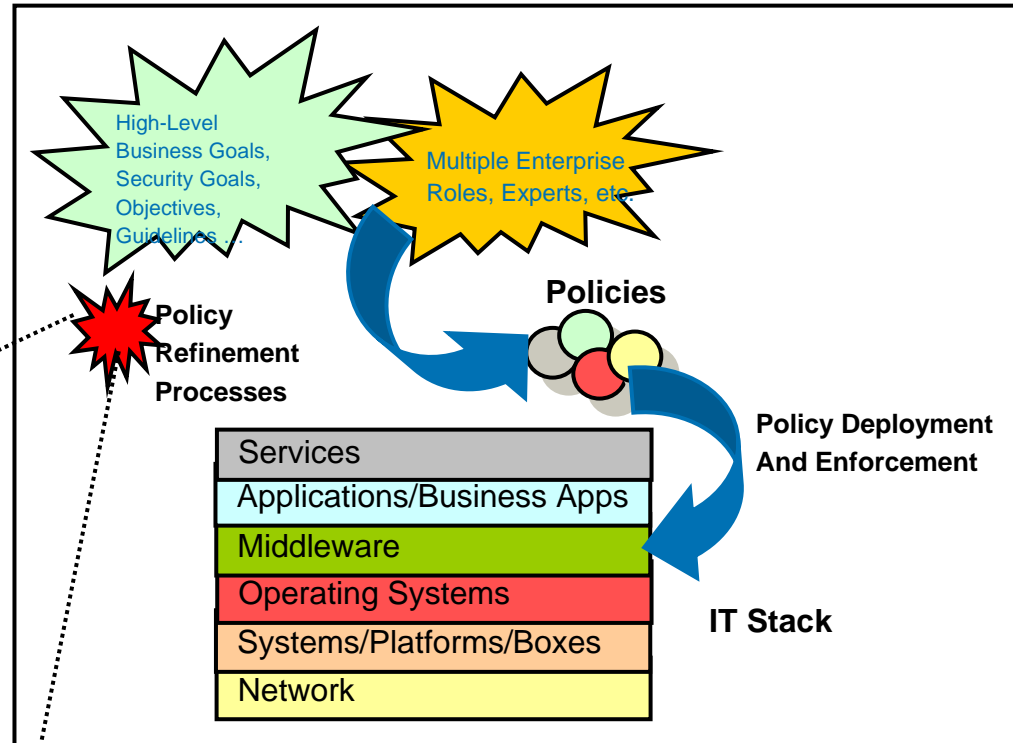 High-Level
Business Goals,
Security Goals,
Objectives,
Guidelines ...
Multiple Enterprise
Roles, Experts, etc.
Policies
Policy
Refinement
Processes
Policy Deployment
And Enforcement
Services
Applications/Business Apps
Middleware
Operating Systems
Systems/Platforms/Boxes
Network
IT Stack